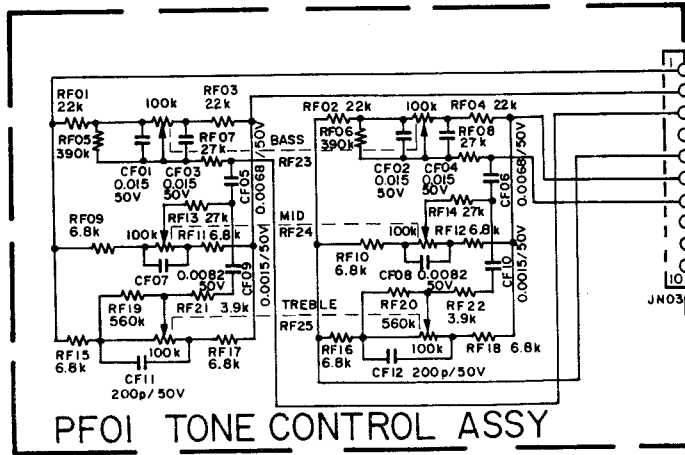 RF01
22k
RF03
22k
100k
RF05
390k
RF07
27k
BASS
RF23
CF01
0.015
50V
CF03
0.015
50V
CF05
0.0068/50V
RF13 27k
RF09
6.8k
100k
RF11 6.8k
MID
RF24
CF07
0.0082
50V
CF09
0.0015/50V
RF19
560k
RF21
3.9k
TREBLE
RF25
RF15
6.8k
100k
RF17
6.8k
CF11
200p/50V
RF02 22k
100k
RF04 22k
RF06
390k
RF08
27k
CF02
0.015
50V
CF04
0.015
50V
CF06
0.0068/50V
RF14 27k
RF10
6.8k
100k
RF12 6.8k
CF08
0.0082
50V
CF10
0.0015/50V
RF20
560k
RF22
3.9k
RF16
6.8k
100k
RF18 6.8k
CF12 200p/50V
1
10
JN03
PF01 TONE CONTROL ASSY